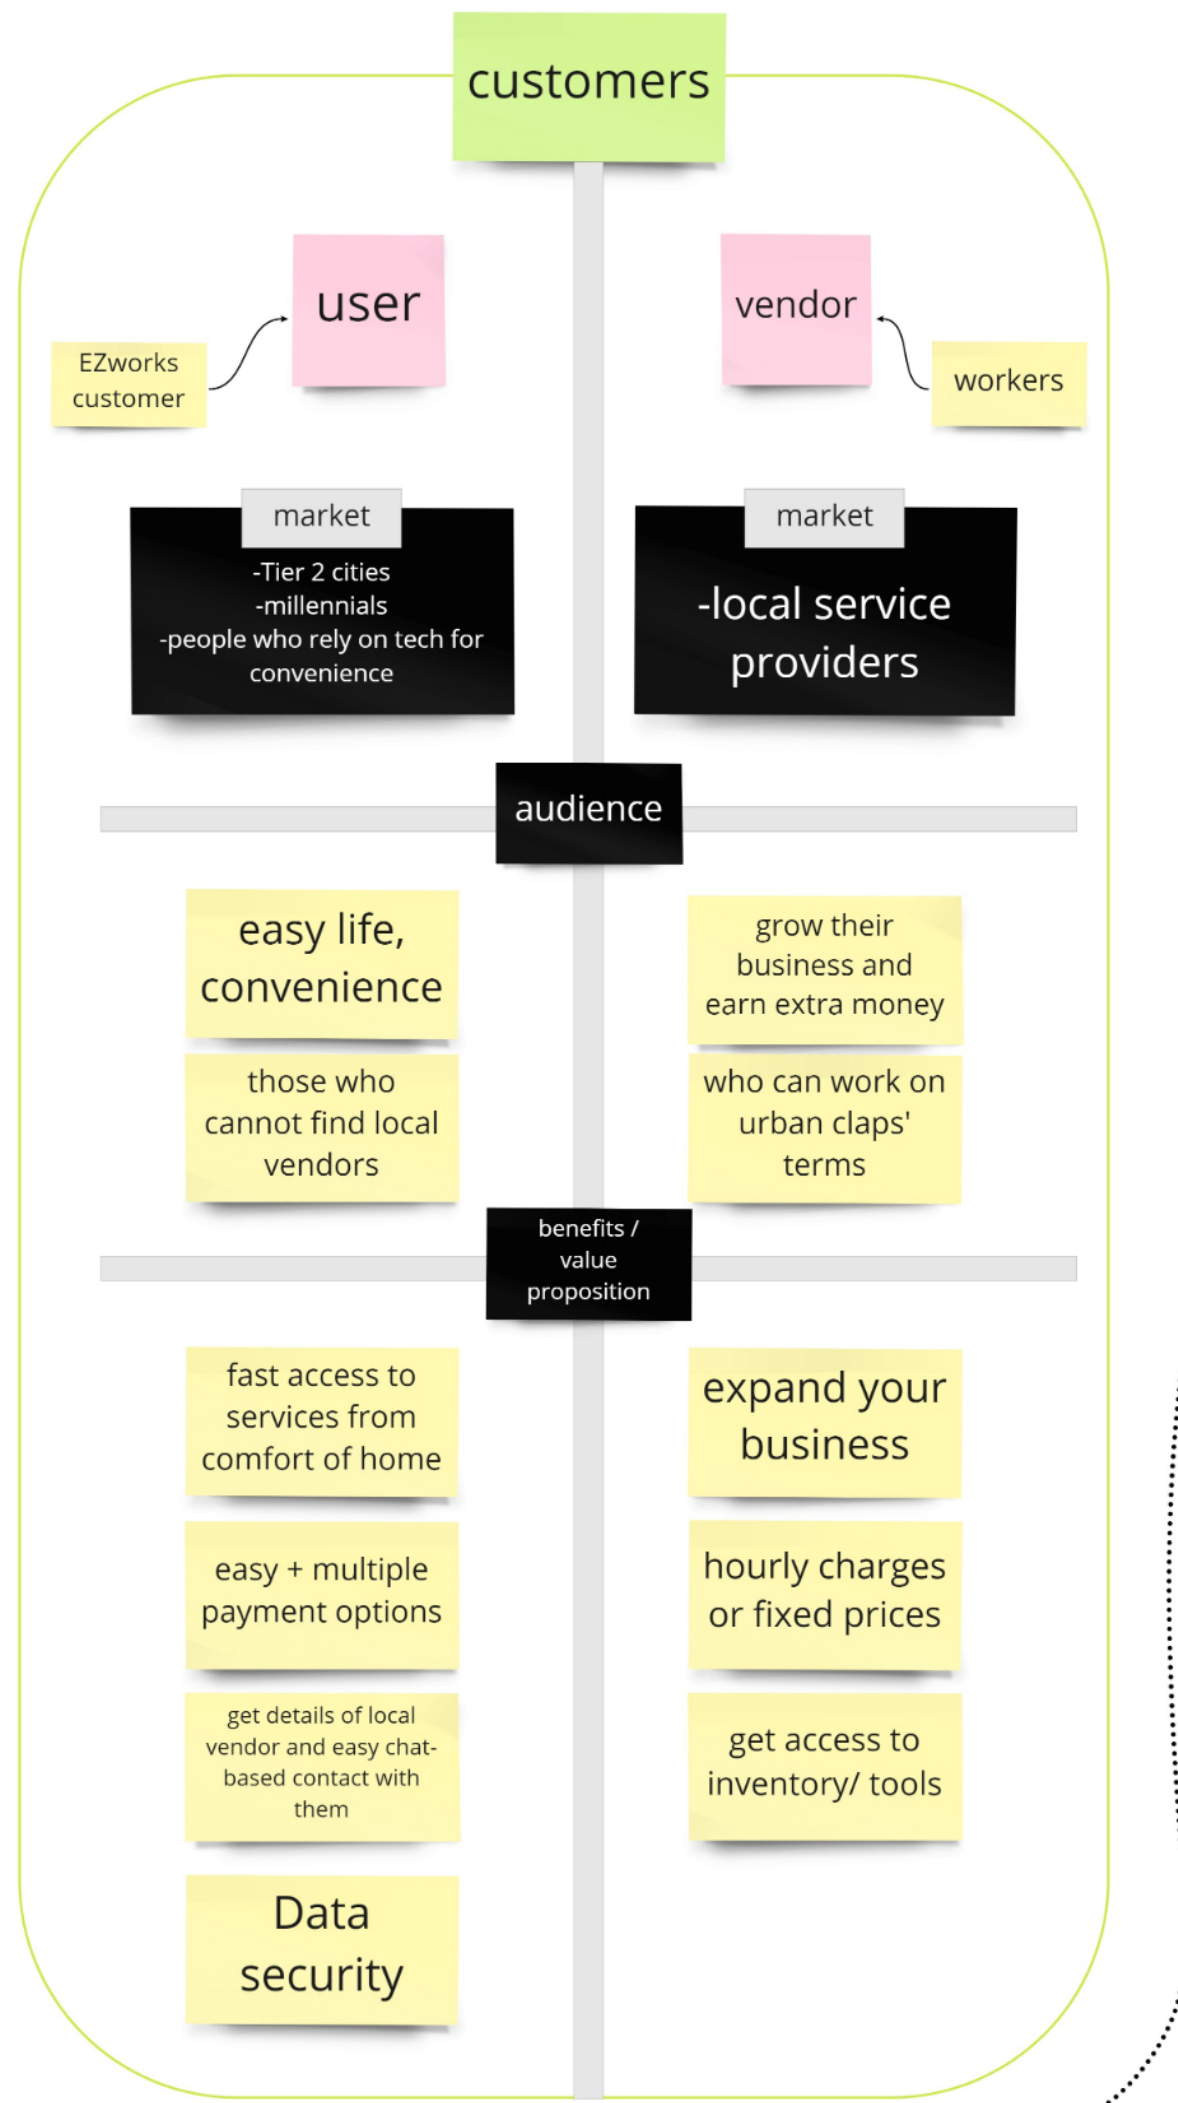 customers
user
EZworks
customer
vendor
workers
market
-Tier 2 cities
-millennials
-people who rely on tech for
convenience
market
-local service
providers
audience
easy life,
convenience
those who
cannot find local
vendors
grow their
business and
earn extra money
who can work on
urban claps'
terms
benefits /
value
proposition
fast access to
services from
comfort of home
easy + multiple
payment options
get details of local
vendor and easy chat-
based contact with
them
Data
security
expand your
business
hourly charges
or fixed prices
get access to
inventory/ tools